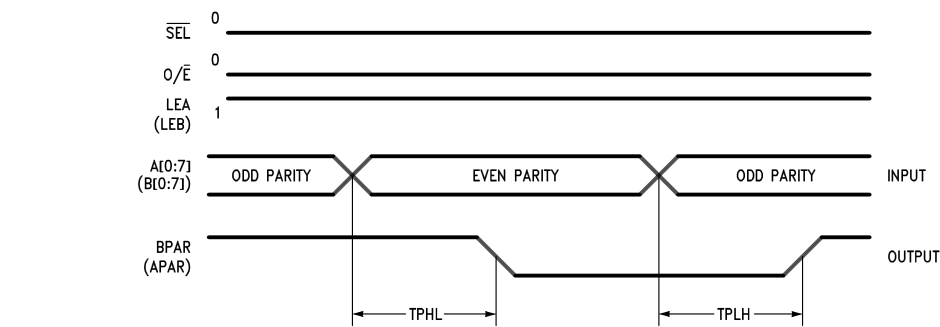 SEL 0
O/E 0
LEA
(LEB) 1
A[0:7]
(B[0:7]) ODD PARITY EVEN PARITY ODD PARITY INPUT
BPAR
(APAR) OUTPUT
TPHL TPLH